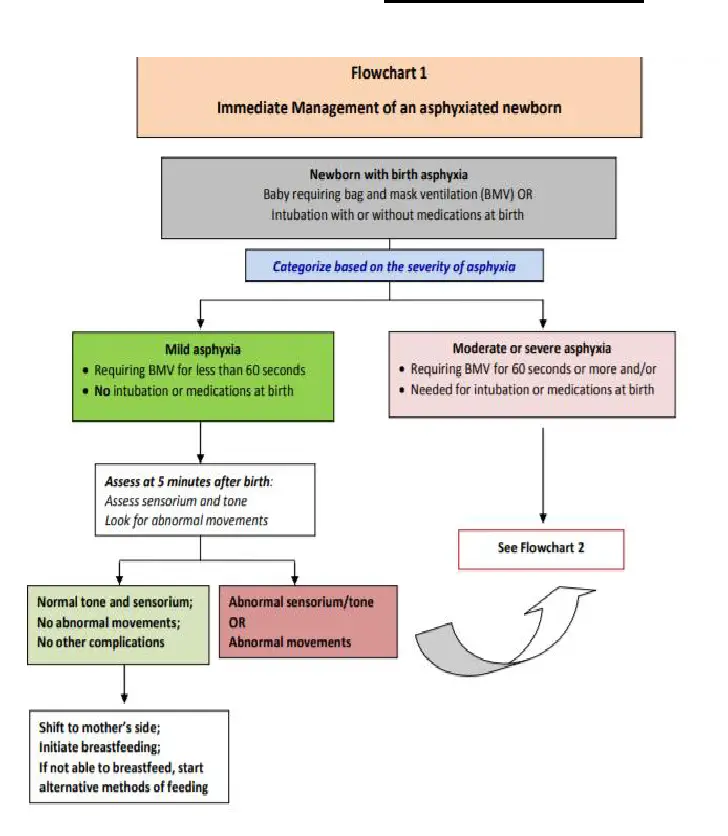 Flowchart 1
Immediate Management of an asphyxiated newborn
Newborn with birth asphyxia
Baby requiring bag and mask ventilation (BMV) OR
Intubation with or without medications at birth
Categorize based on the severity of asphyxia
Mild asphyxia
• Requiring BMV for less than 60 seconds
• No intubation or medications at birth
Moderate or severe asphyxia
• Requiring BMV for 60 seconds or more and/or
• Needed for intubation or medications at birth
Assess at 5 minutes after birth:
Assess sensorium and tone
Look for abnormal movements
See Flowchart 2
Normal tone and sensorium;
No abnormal movements;
No other complications
Abnormal sensorium/tone
OR
Abnormal movements
Shift to mother's side;
Initiate breastfeeding;
If not able to breastfeed, start
alternative methods of feeding